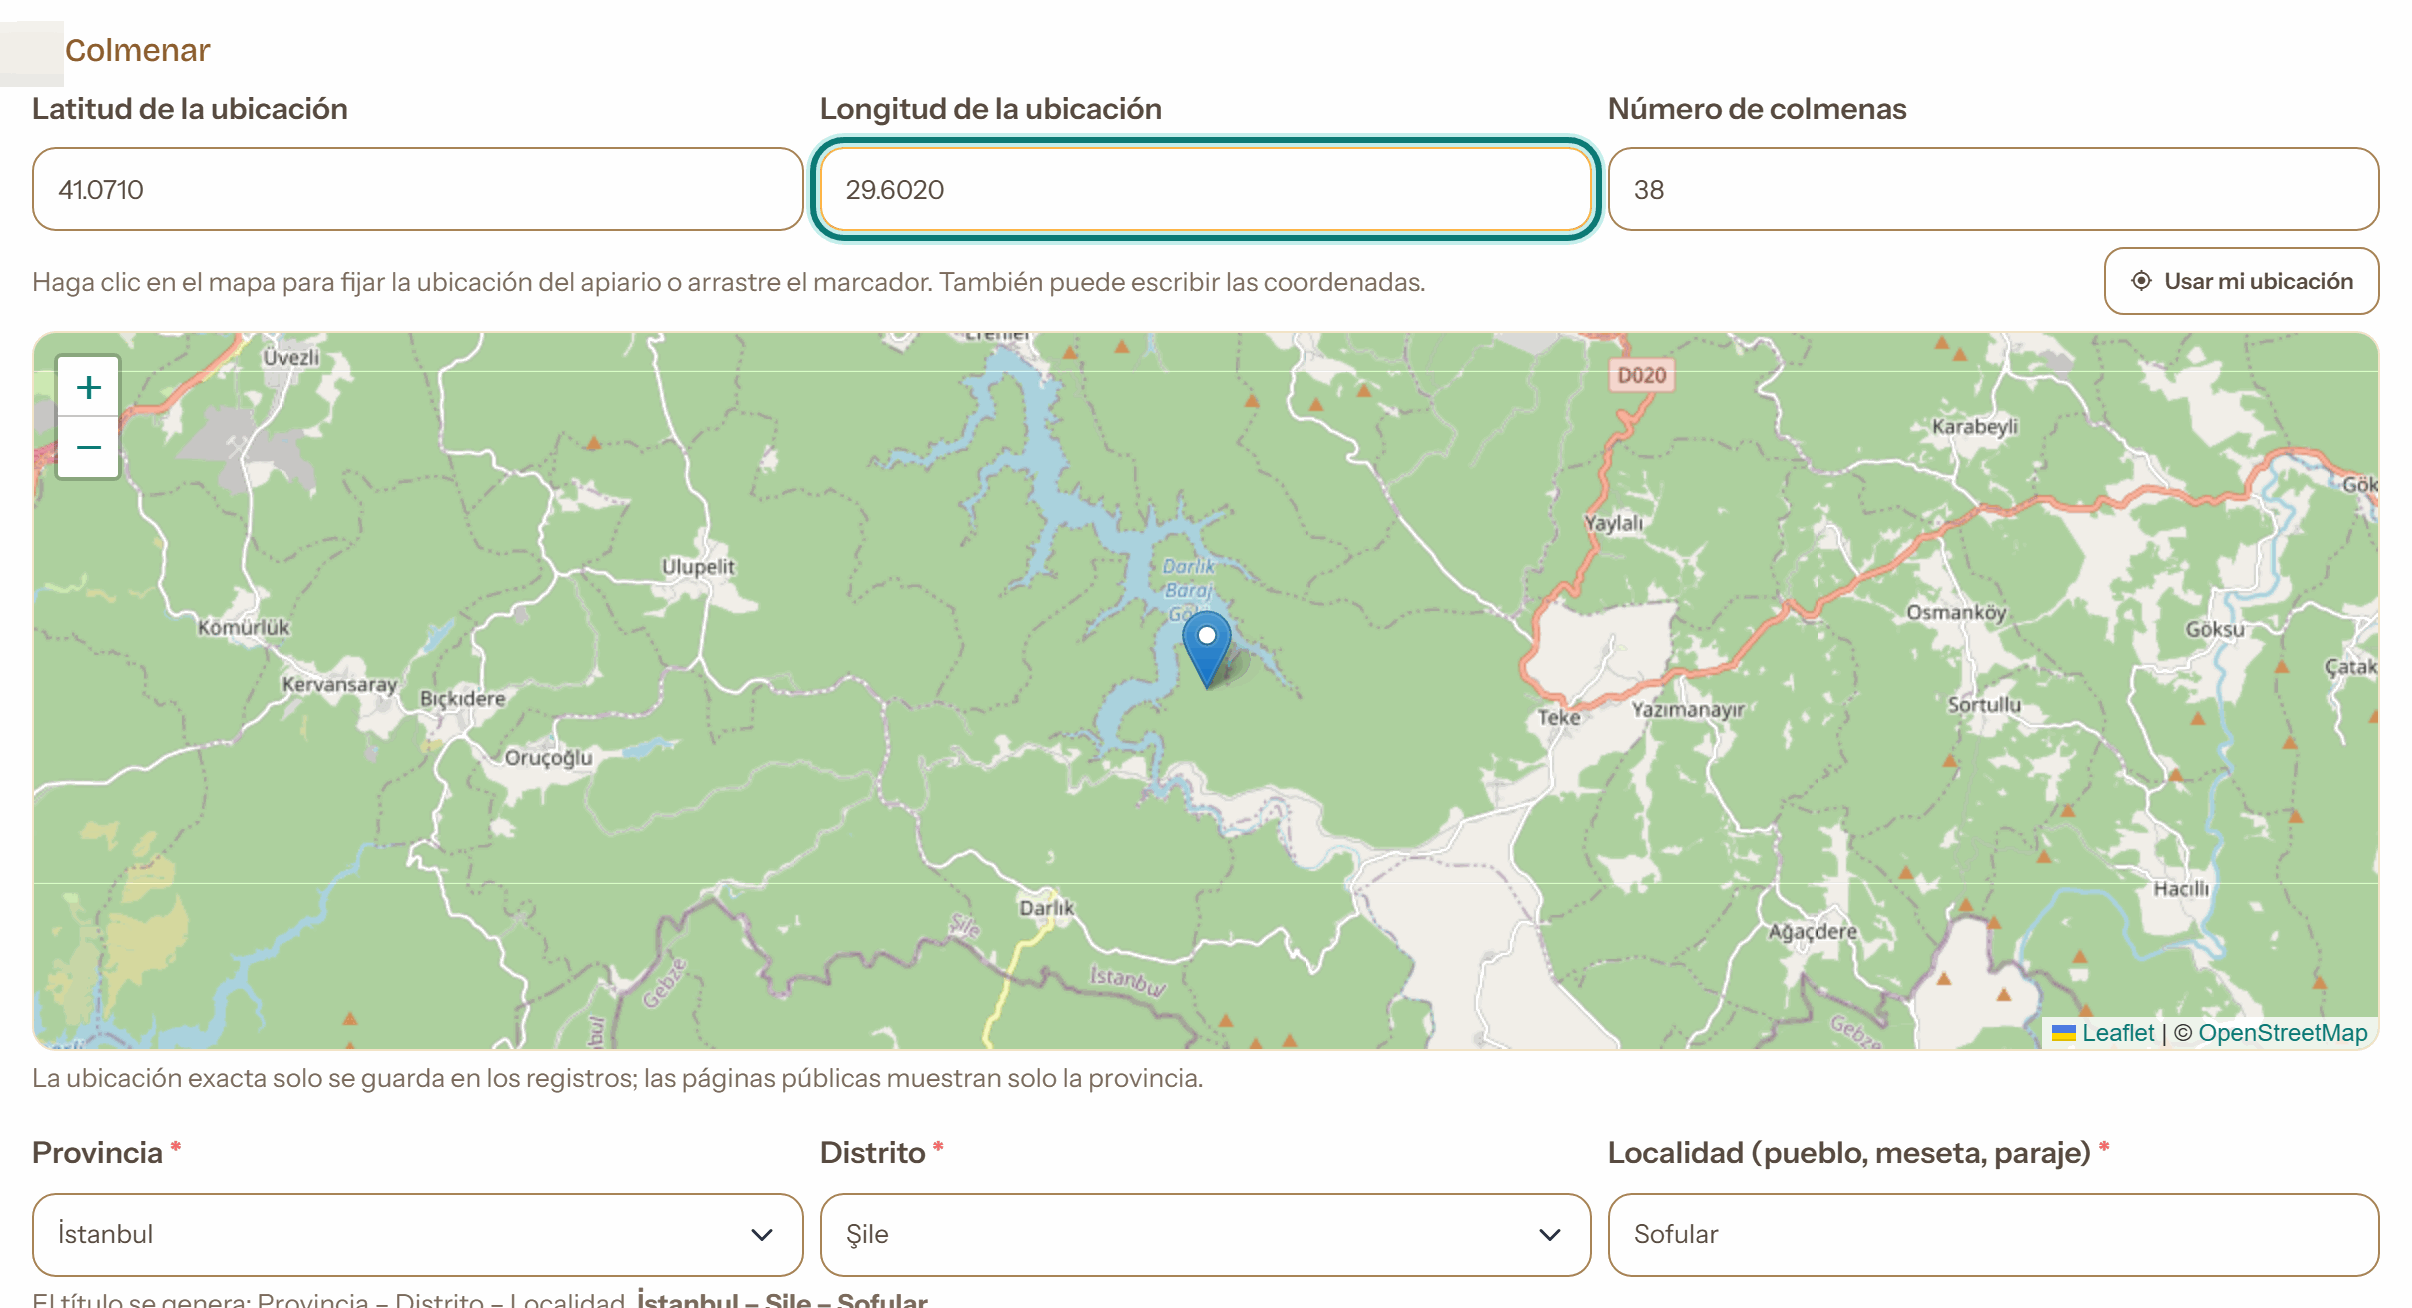 Colmenar
Latitud de la ubicación
Longitud de la ubicación
Número de colmenas
41.0710
29.6020
38
Haga clic en el mapa para fijar la ubicación del apiario o arrastre el marcador. También puede escribir las coordenadas.
Usar mi ubicación
+
−
Üvezli
D020
Karabeyli
Gök
Yaylalı
Ulupelit
Darlık
Baraj
Osmanköy
Kömürlük
Göksu
Kervansaray
Bıçkıdere
Çatak
Teke
Yazımanayır
Sortullu
Oruçoğlu
Hacıllı
Darlık
Şile
Ağaçdere
Gebze
İstanbul
Gebze
Leaflet | © OpenStreetMap
La ubicación exacta solo se guarda en los registros; las páginas públicas muestran solo la provincia.
Provincia *
Distrito *
Localidad (pueblo, meseta, paraje) *
İstanbul
Şile
Sofular
El título se genera: Provincia – Distrito – Localidad. İstanbul – Şile – Sofular